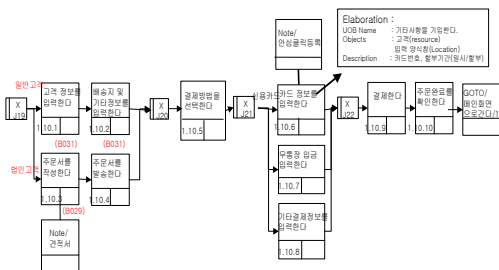 Elaboration :
UOB Name : 기타사항을 기입한다.
Objects : 고객(resource)
입력 양식창(Location)
Description : 카드번호, 할부기간(일시/할부)
Note/
안심클릭등록
일반고객
X
J19
고객 정보를
입력한다
1.10.1
(B031)
배송지 및
기타정보를
입력한다
1.10.2
(B031)
X
J20
결제방법을
선택한다
1.10.5
X
J21
신용카드
카드 정보를
입력한다
1.10.6
X
J22
결제한다
1.10.9
주문완료를
확인한다
1.10.10
GOTO/
메인화면
으로간다/1
법인고객
주문서를
작성한다
1.10.3
(B029)
주문서를
발송한다
1.10.4
무통장 입금
입력한다
1.10.7
기타결제정보를
입력한다
1.10.8
Note/
견적서